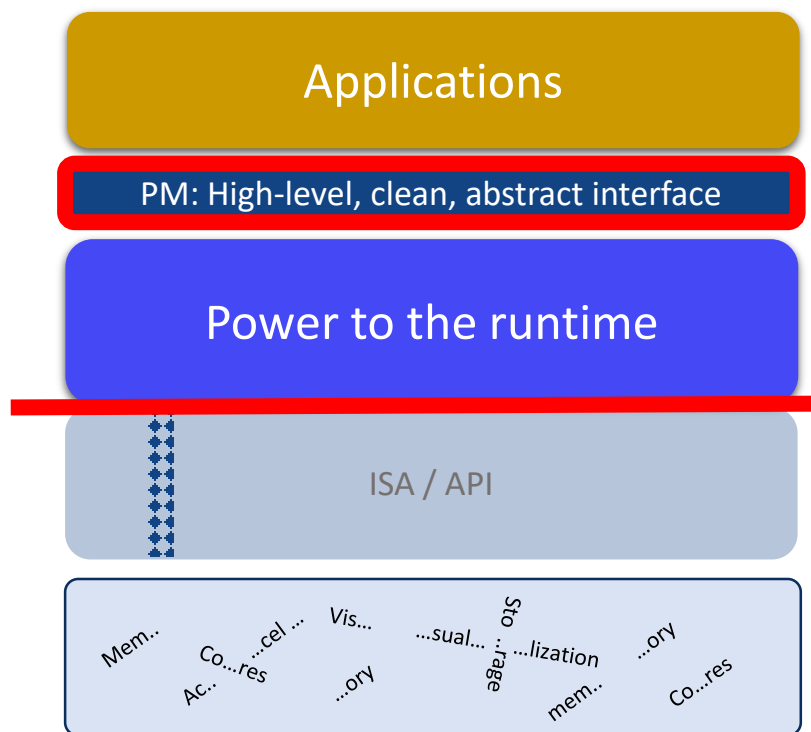 Applications
PM: High-level, clean, abstract interface
Power to the runtime
ISA / API
Mem..
Co...res
Ac..
...cel ...
Vis...
...ory
...sual...
Sto ..rage
...lization
mem..
...ory
Co...res